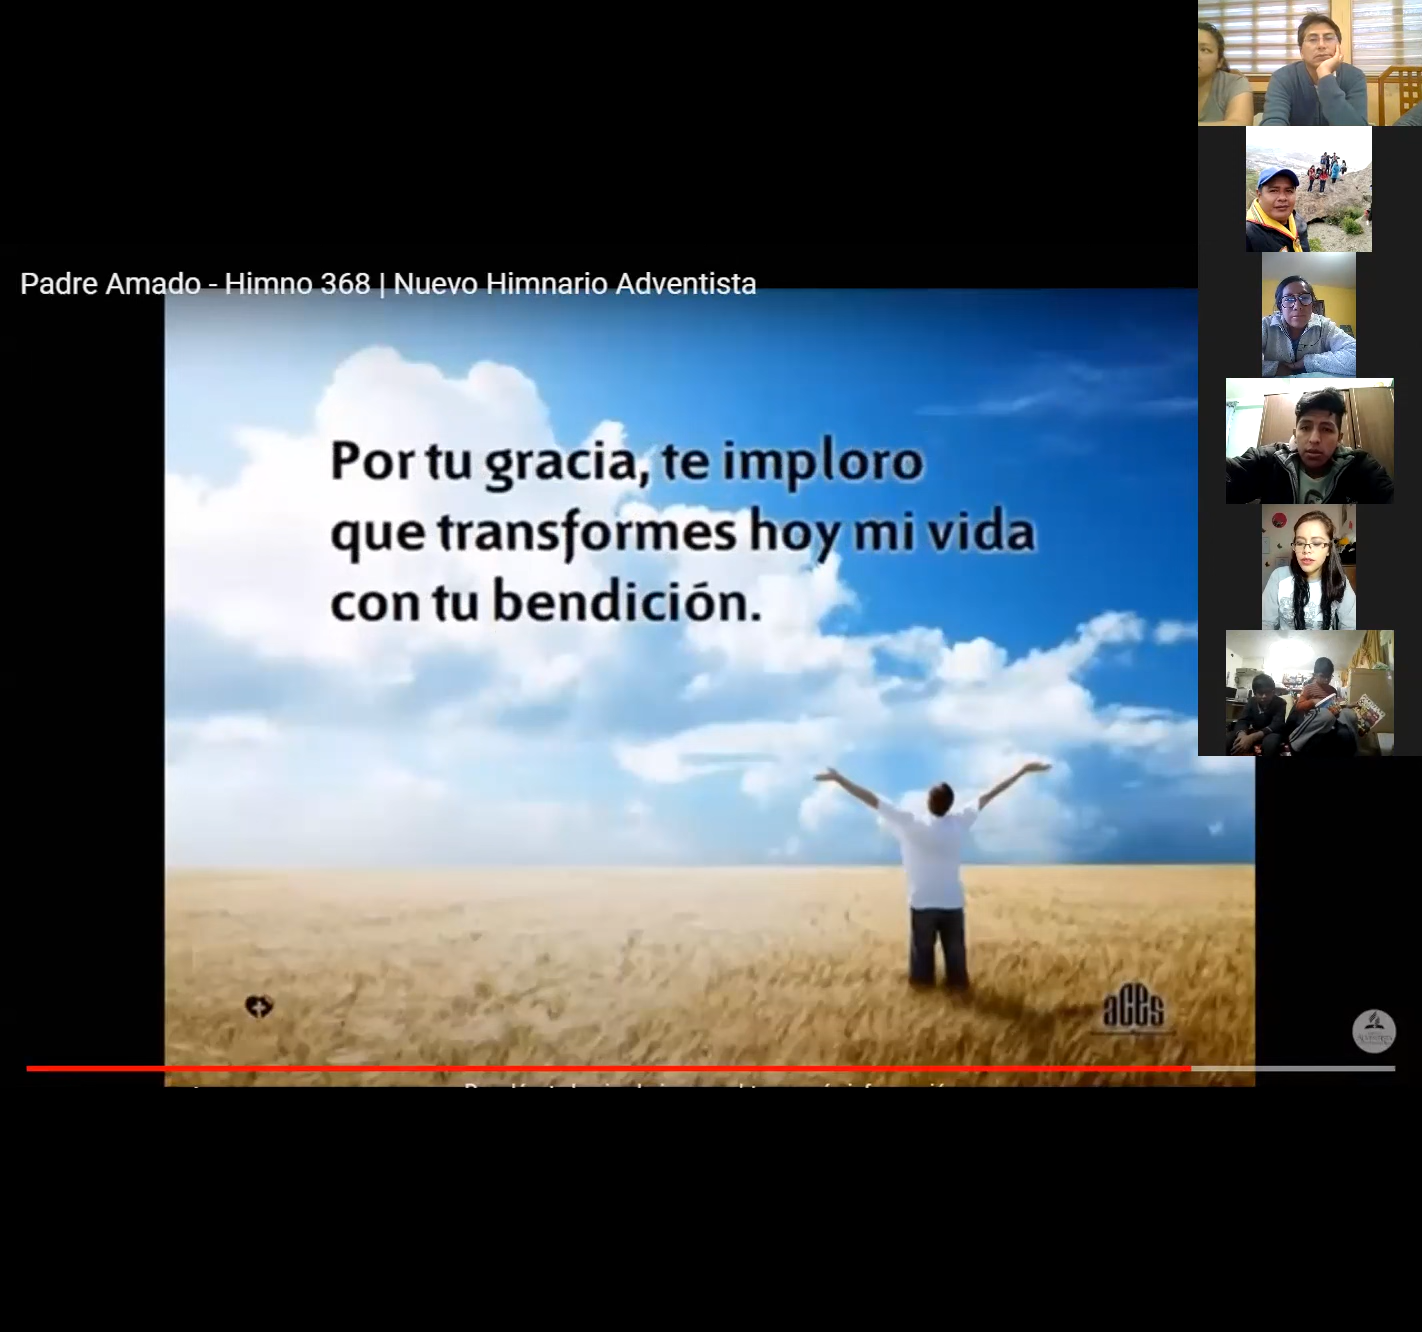 Padre Amado - Himno 368 | Nuevo Himnario Adventista
Por tu gracia, te imploro
que transformes hoy mi vida
con tu bendición.
aces